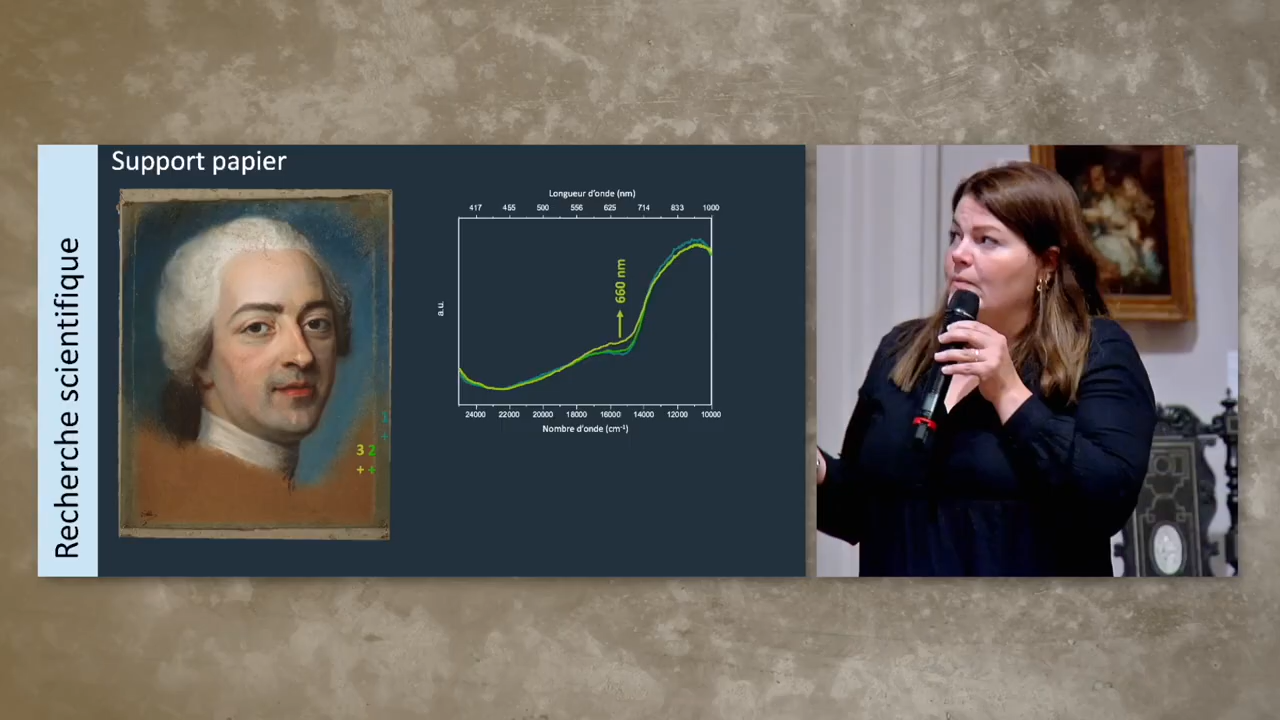 Support papier
Recherche scientifique
Longueur d'onde (nm)
417 455 500 556 625 714 833 1000
660 nm
a.u.
24000 22000 20000 18000 16000 14000 12000 10000
Nombre d'onde (cm⁻¹)
1
+
3 2
+ +